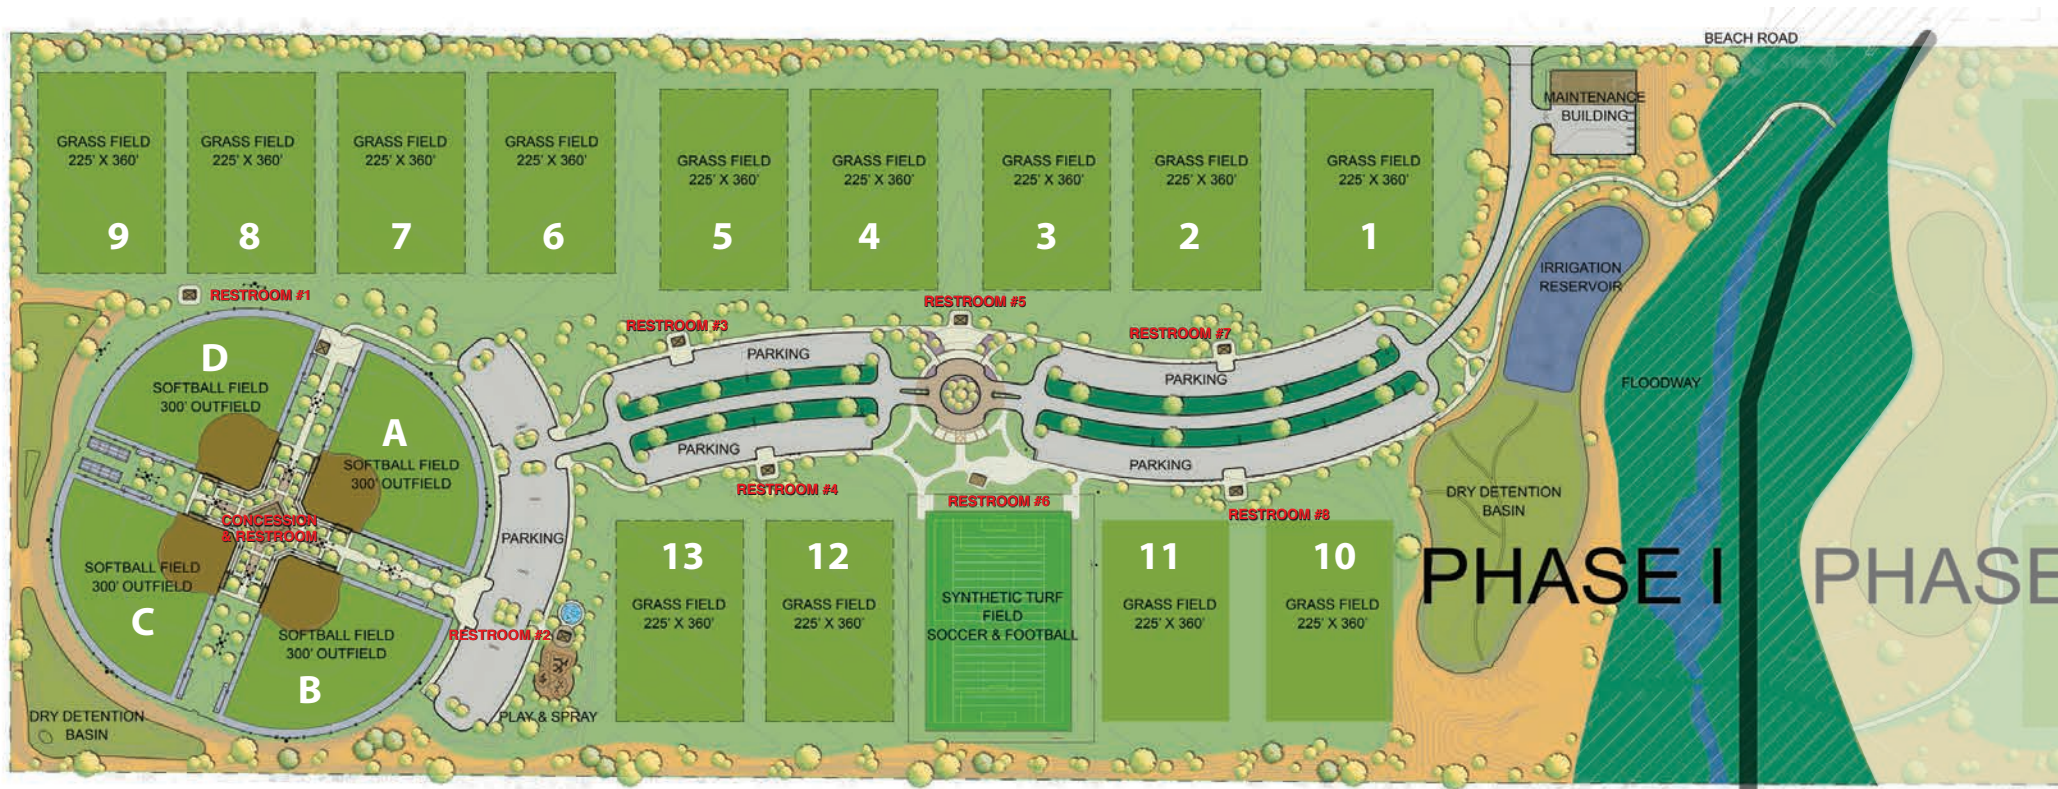 BEACH ROAD
MAINTENANCE
BUILDING
GRASS FIELD
225' X 360'
9
GRASS FIELD
225' X 360'
8
GRASS FIELD
225' X 360'
7
GRASS FIELD
225' X 360'
6
GRASS FIELD
225' X 360'
5
GRASS FIELD
225' X 360'
4
GRASS FIELD
225' X 360'
3
GRASS FIELD
225' X 360'
2
GRASS FIELD
225' X 360'
1
IRRIGATION
RESERVOIR
RESTROOM #1
RESTROOM #3
RESTROOM #5
RESTROOM #7
D
SOFTBALL FIELD
300' OUTFIELD
PARKING
PARKING
FLOODWAY
A
SOFTBALL FIELD
300' OUTFIELD
PARKING
PARKING
RESTROOM #4
RESTROOM #6
RESTROOM #8
DRY DETENTION
BASIN
CONCESSION
& RESTROOM
PARKING
SOFTBALL FIELD
300' OUTFIELD
C
SOFTBALL FIELD
300' OUTFIELD
B
RESTROOM #2
PLAY & SPRAY
13
GRASS FIELD
225' X 360'
12
GRASS FIELD
225' X 360'
SYNTHETIC TURF
FIELD
SOCCER & FOOTBALL
11
GRASS FIELD
225' X 360'
10
GRASS FIELD
225' X 360'
PHASE I
PHASE
DRY DETENTION
BASIN